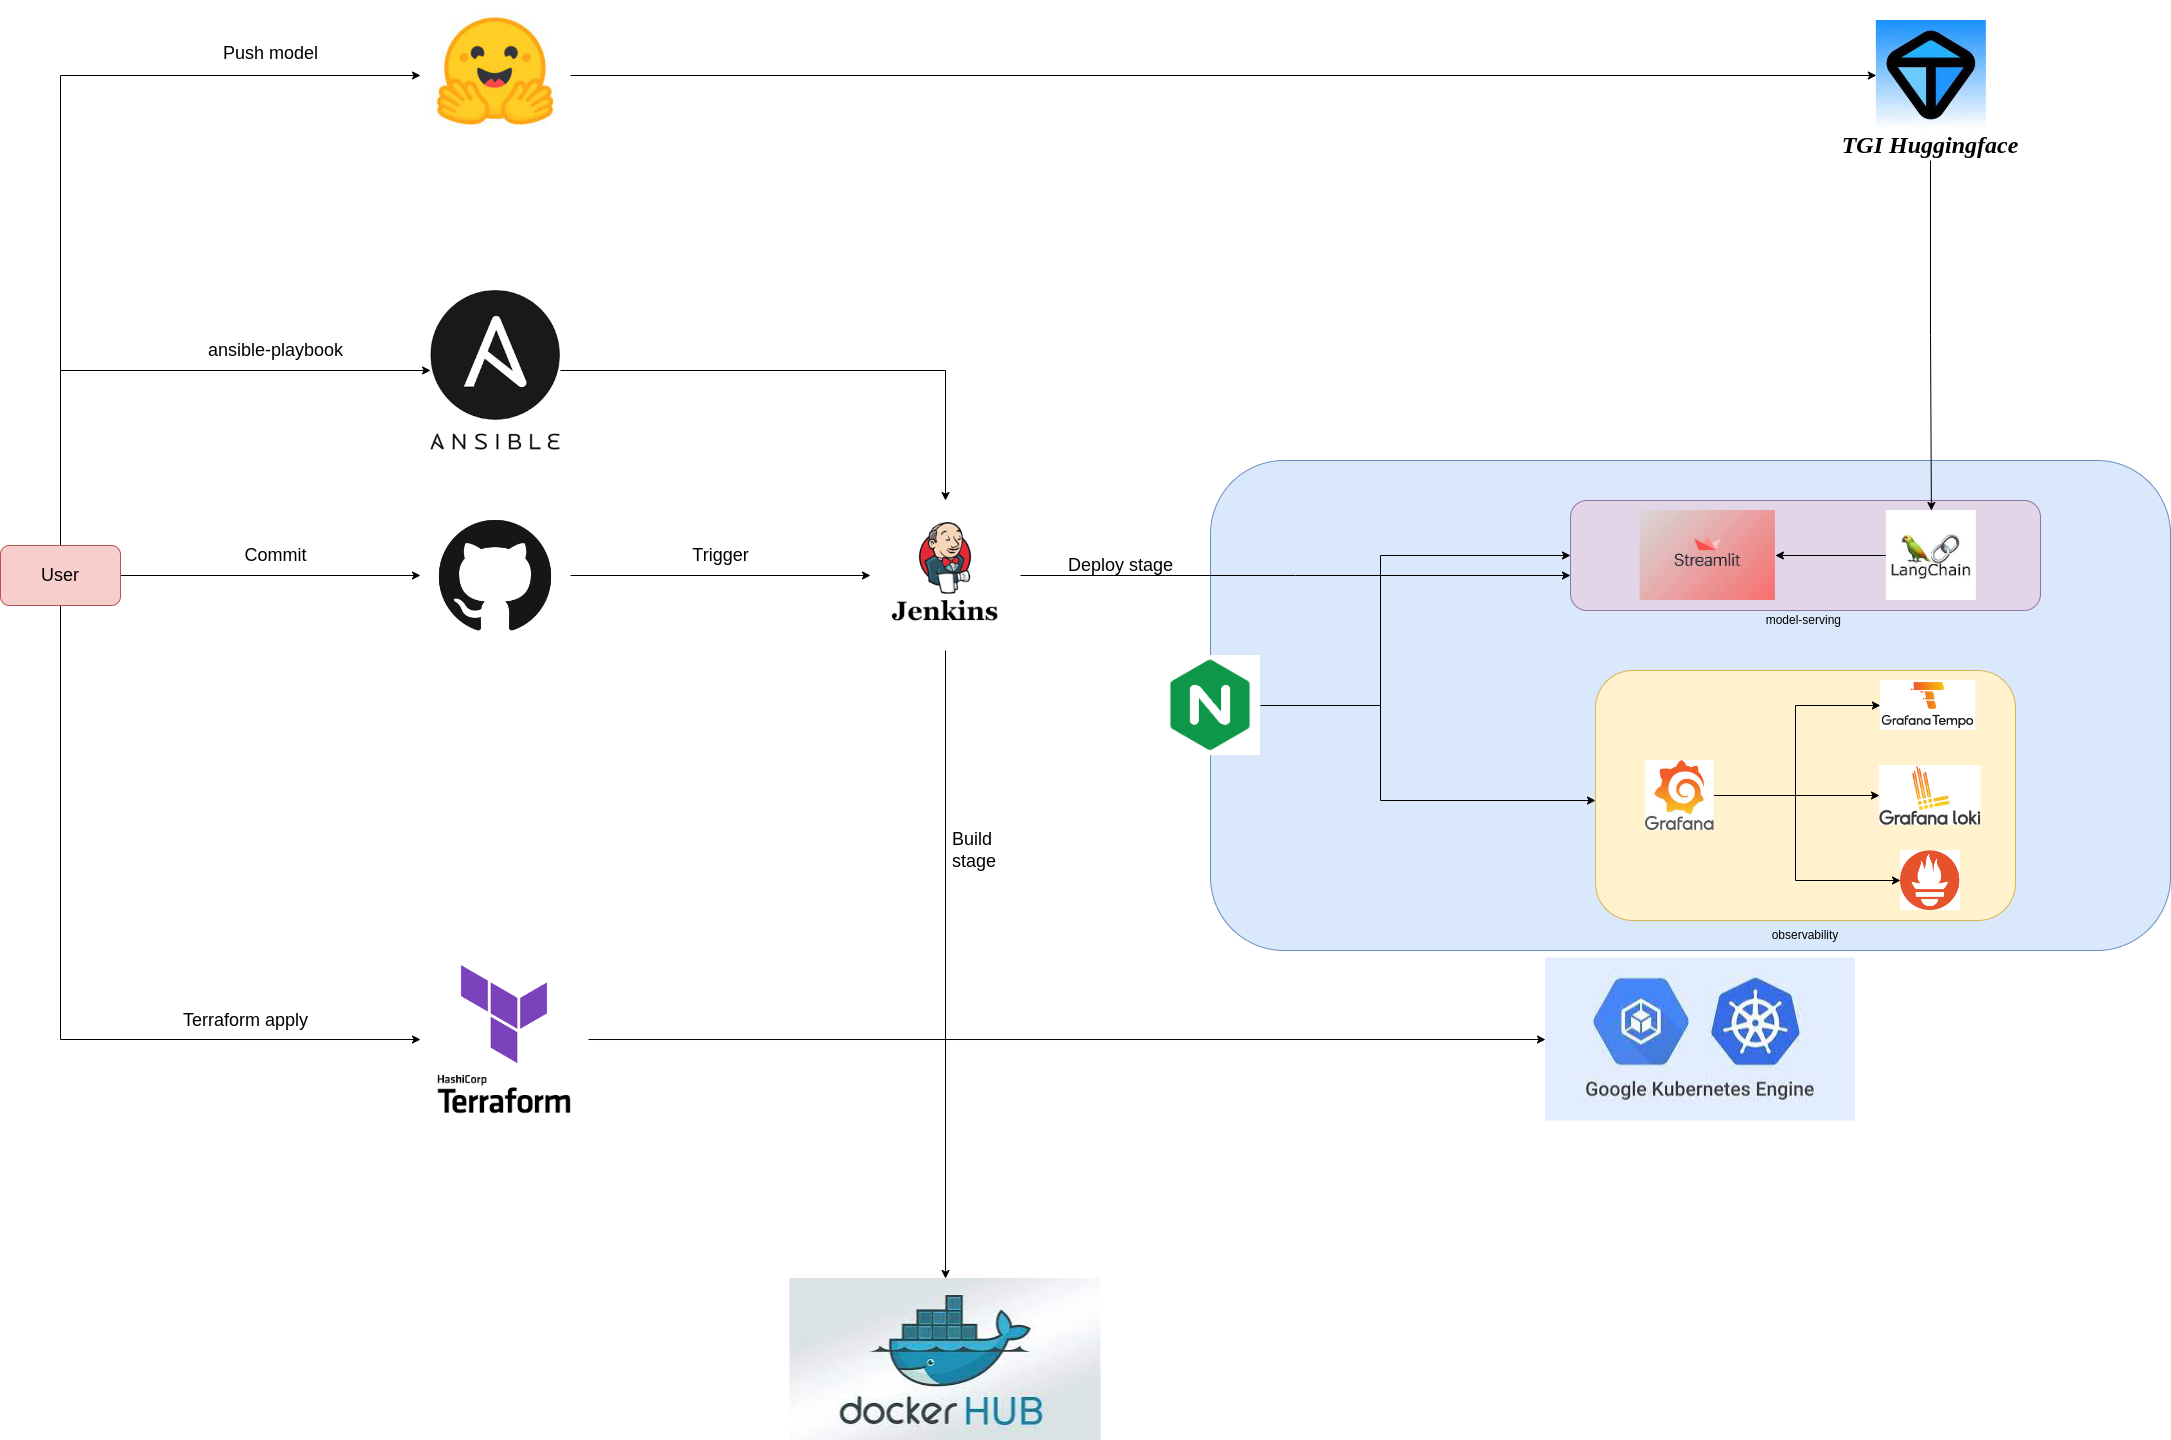 Push model
TGI Huggingface
ansible-playbook
ANSIBLE
User
Commit
Trigger
Jenkins
Deploy stage
Streamlit
LangChain
model-serving
N
Grafana Tempo
Grafana
Grafana loki
observability
Build
stage
Terraform apply
HashiCorp
Terraform
Google Kubernetes Engine
docker HUB